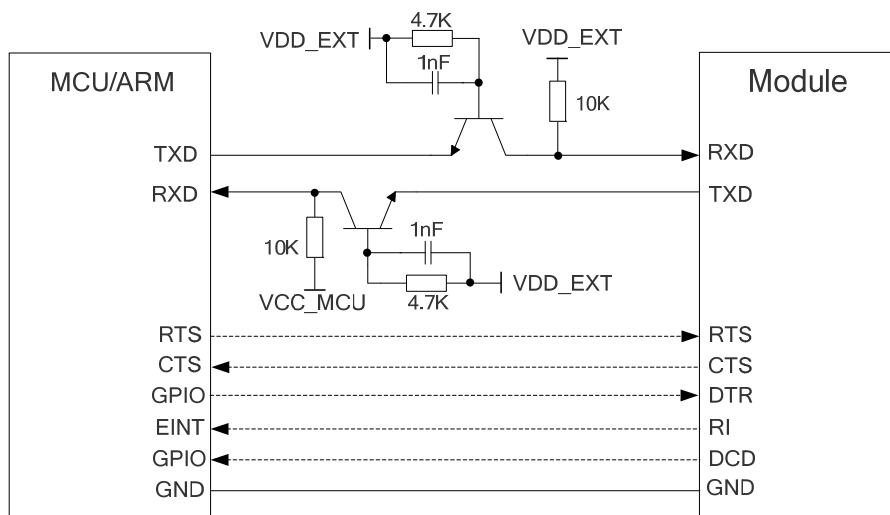 4.7K
VDD_EXT
VDD_EXT
1nF
MCU/ARM
Module
10K
TXD
RXD
RXD
TXD
1nF
10K
VDD_EXT
VCC_MCU
4.7K
RTS
RTS
CTS
CTS
GPIO
DTR
EINT
RI
GPIO
DCD
GND
GND